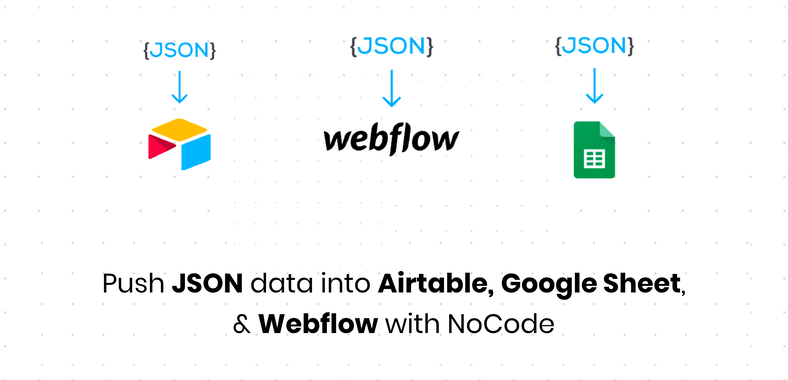 {JSON} {JSON} {JSON}
webflow
Push JSON data into Airtable, Google Sheet,
& Webflow with NoCode